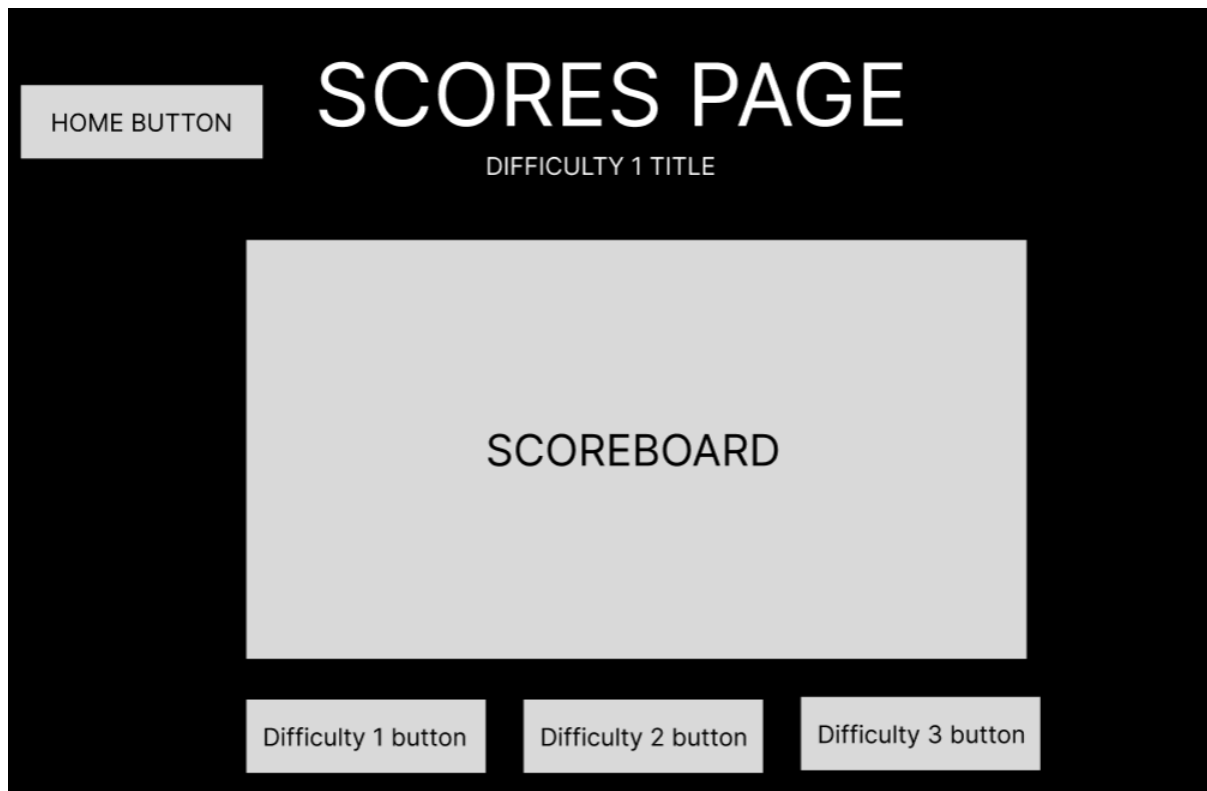 SCORES PAGE
HOME BUTTON
DIFFICULTY 1 TITLE
SCOREBOARD
Difficulty 1 button
Difficulty 2 button
Difficulty 3 button